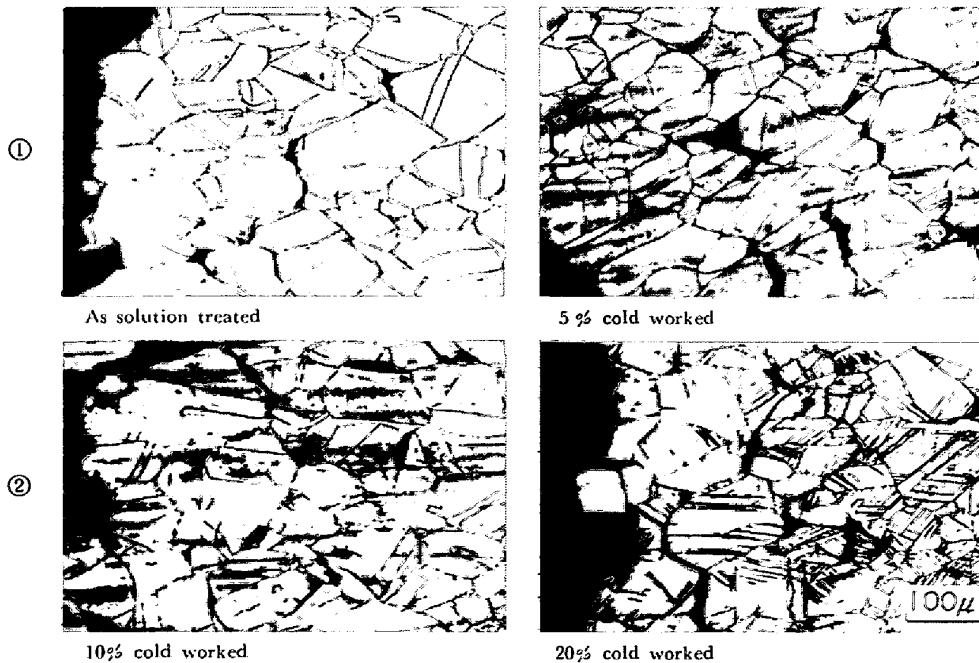 ①
As solution treated
5 % cold worked
②
10% cold worked
20% cold worked
100μ